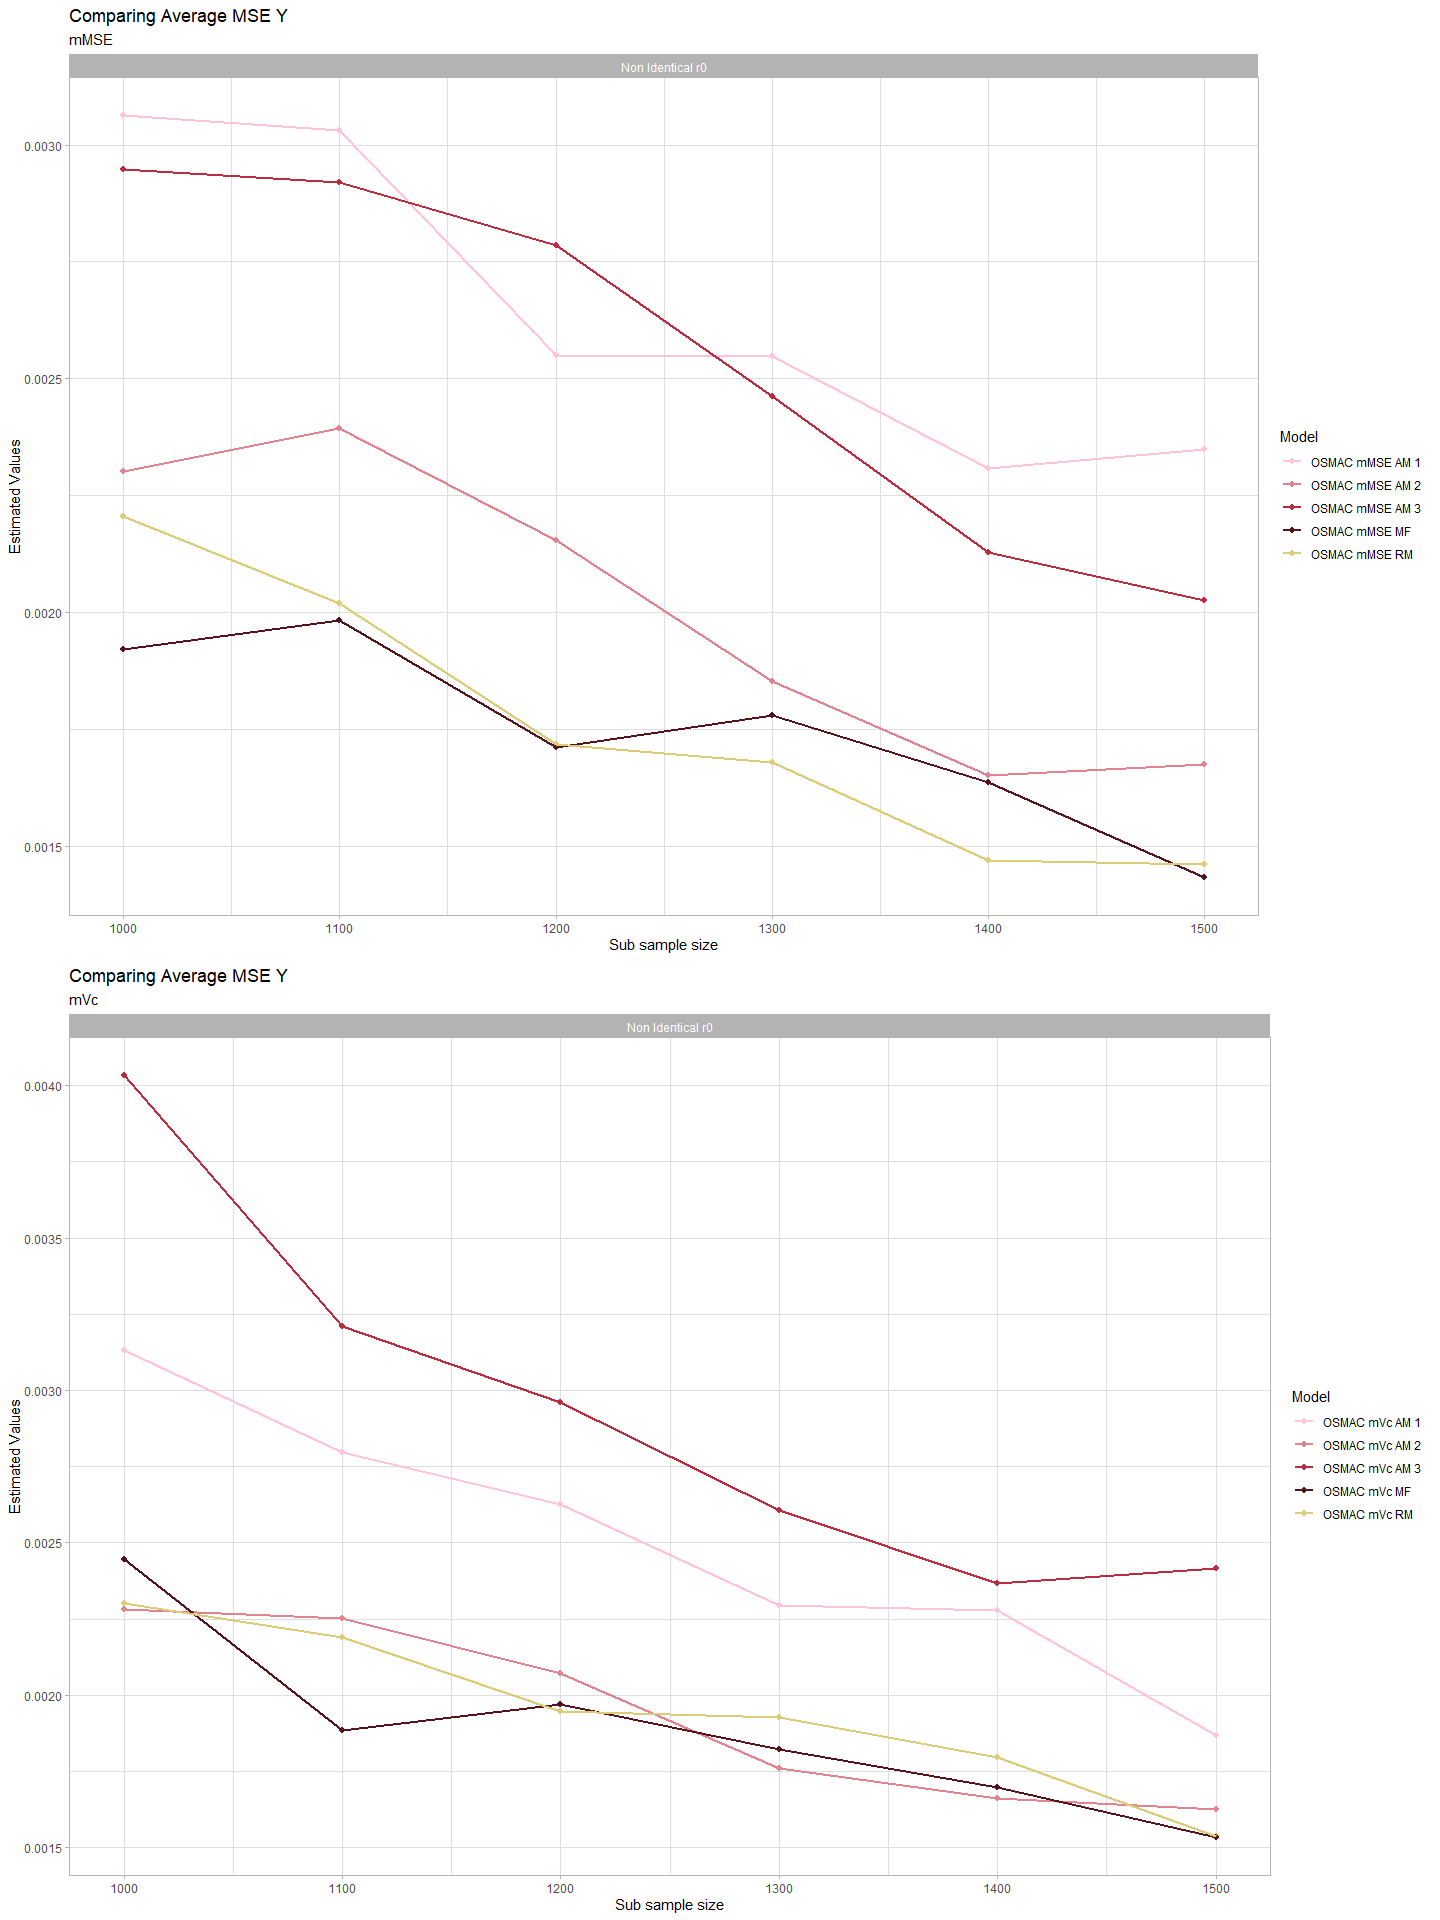 Comparing Average MSE Y
mMSE
Non Identical r0
0.0030
0.0025
0.0020
0.0015
Estimated Values
1000 1100 1200 1300 1400 1500
Sub sample size
Model
OSMAC mMSE AM 1
OSMAC mMSE AM 2
OSMAC mMSE AM 3
OSMAC mMSE MF
OSMAC mMSE RM
Comparing Average MSE Y
mVc
Non Identical r0
0.0040
0.0035
0.0030
0.0025
0.0020
0.0015
Estimated Values
1000 1100 1200 1300 1400 1500
Sub sample size
Model
OSMAC mVc AM 1
OSMAC mVc AM 2
OSMAC mVc AM 3
OSMAC mVc MF
OSMAC mVc RM